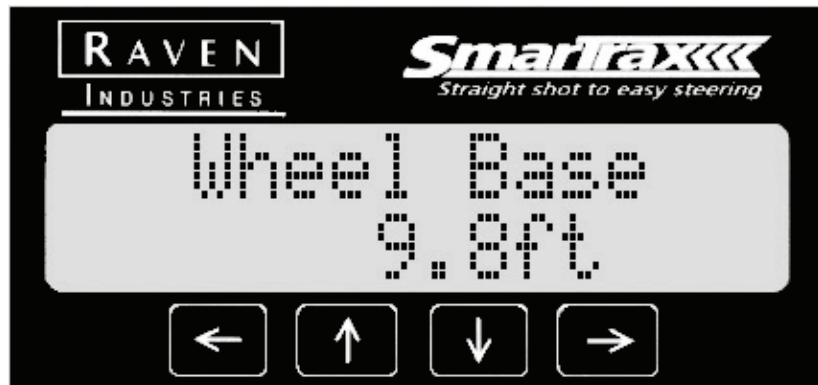 RAVEN
INDUSTRIES
SmarTrax
Straight shot to easy steering
Wheel Base
9.8ft